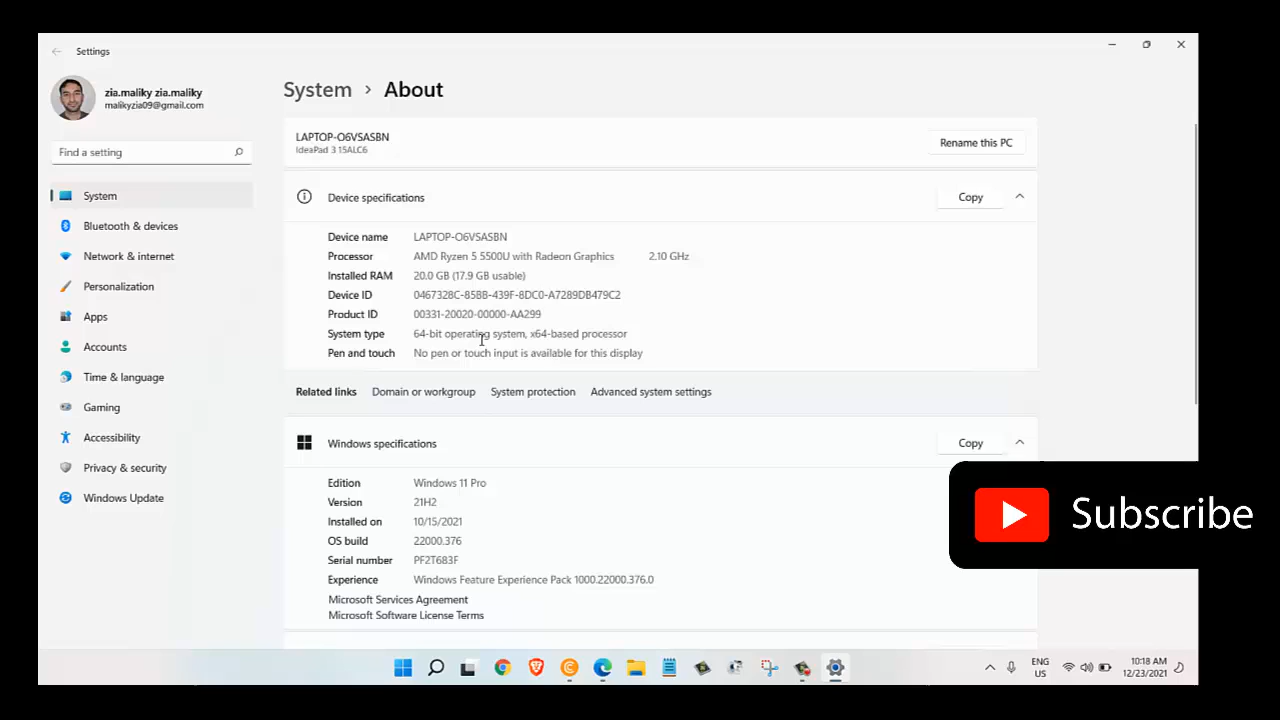 Settings
zia.maliky zia.maliky
malikyzia09@gmail.com
Find a setting
System
Bluetooth & devices
Network & internet
Personalization
Apps
Accounts
Time & language
Gaming
Accessibility
Privacy & security
Windows Update
System > About
LAPTOP-O6VSASBN
IdeaPad 3 15ALC6
Rename this PC
Device specifications
Copy
Device name LAPTOP-O6VSASBN
Processor AMD Ryzen 5 5500U with Radeon Graphics 2.10 GHz
Installed RAM 20.0 GB (17.9 GB usable)
Device ID 0467328C-85BB-439F-8DC0-A7289DB479C2
Product ID 00331-20020-00000-AA299
System type 64-bit operating system, x64-based processor
Pen and touch No pen or touch input is available for this display
Related links Domain or workgroup System protection Advanced system settings
Windows specifications
Copy
Edition Windows 11 Pro
Version 21H2
Installed on 10/15/2021
OS build 22000.376
Serial number PF2T683F
Experience Windows Feature Experience Pack 1000.22000.376.0
Microsoft Services Agreement
Microsoft Software License Terms
Subscribe
ENG
US
10:18 AM
12/23/2021